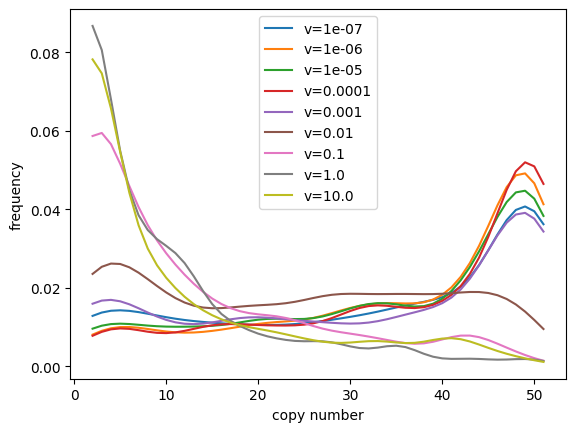 v=1e-07
v=1e-06
v=1e-05
v=0.0001
v=0.001
v=0.01
v=0.1
v=1.0
v=10.0
frequency
0.08
0.06
0.04
0.02
0.00
0 10 20 30 40 50
copy number